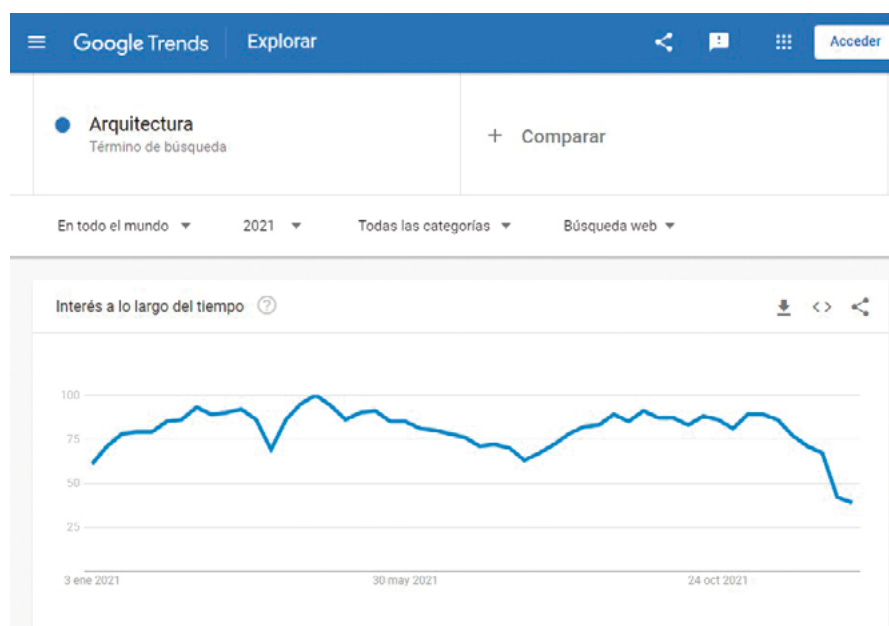 Google Trends Explorar Acceder
Arquitectura
Término de búsqueda
+ Comparar
En todo el mundo 2021 Todas las categorías Búsqueda web
Interés a lo largo del tiempo ?
100
75
50
25
3 ene 2021 30 may 2021 24 oct 2021